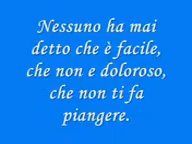 Nessuno ha mai
detto che è facile,
che non e doloroso,
che non ti fa
piangere.